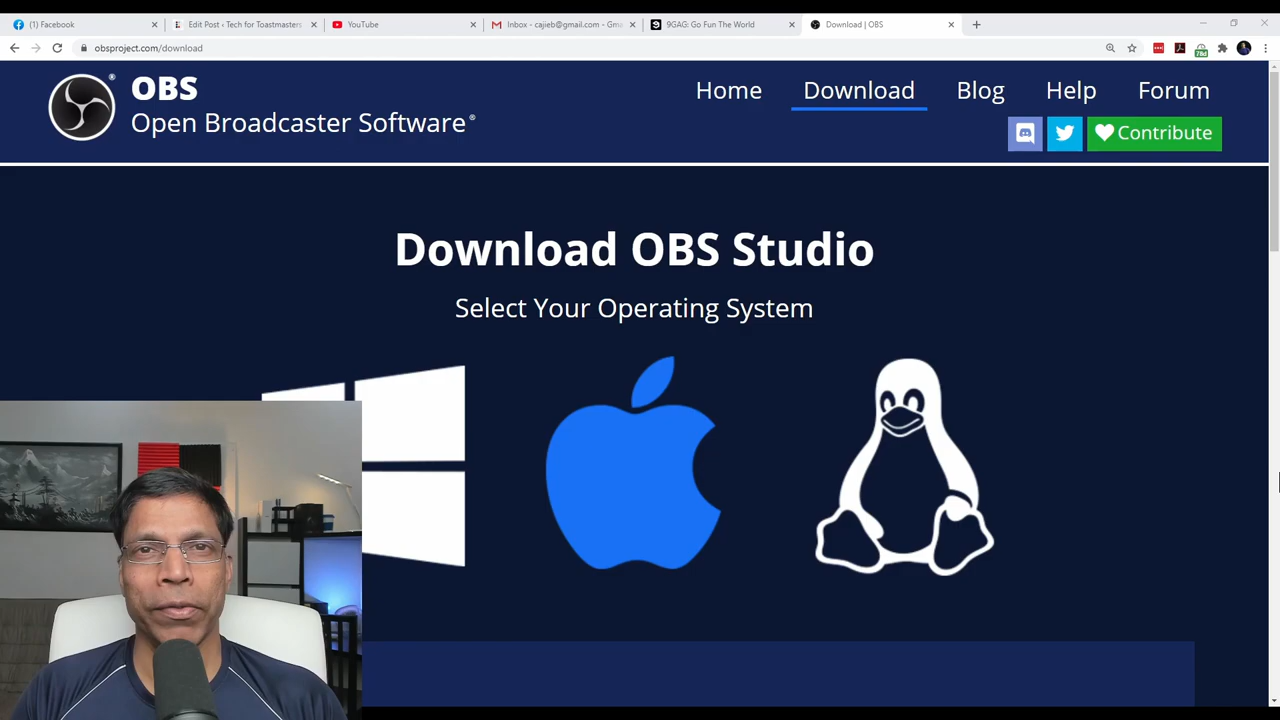 (1) Facebook
Edit Post ‹ Tech for Toastmasters
YouTube
Inbox - cajieb@gmail.com - Gm
9GAG: Go Fun The World
Download | OBS
obsproject.com/download
78d
OBS
Open Broadcaster Software
Home
Download
Blog
Help
Forum
Contribute
Download OBS Studio
Select Your Operating System